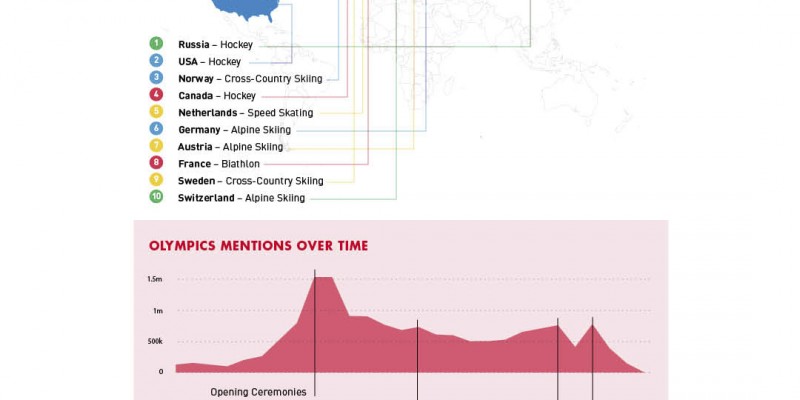 1 Russia – Hockey
2 USA – Hockey
3 Norway – Cross-Country Skiing
4 Canada – Hockey
5 Netherlands – Speed Skating
6 Germany – Alpine Skiing
7 Austria – Alpine Skiing
8 France – Biathlon
9 Sweden – Cross-Country Skiing
10 Switzerland – Alpine Skiing
OLYMPICS MENTIONS OVER TIME
1.5m
1m
500k
0
Opening Ceremonies